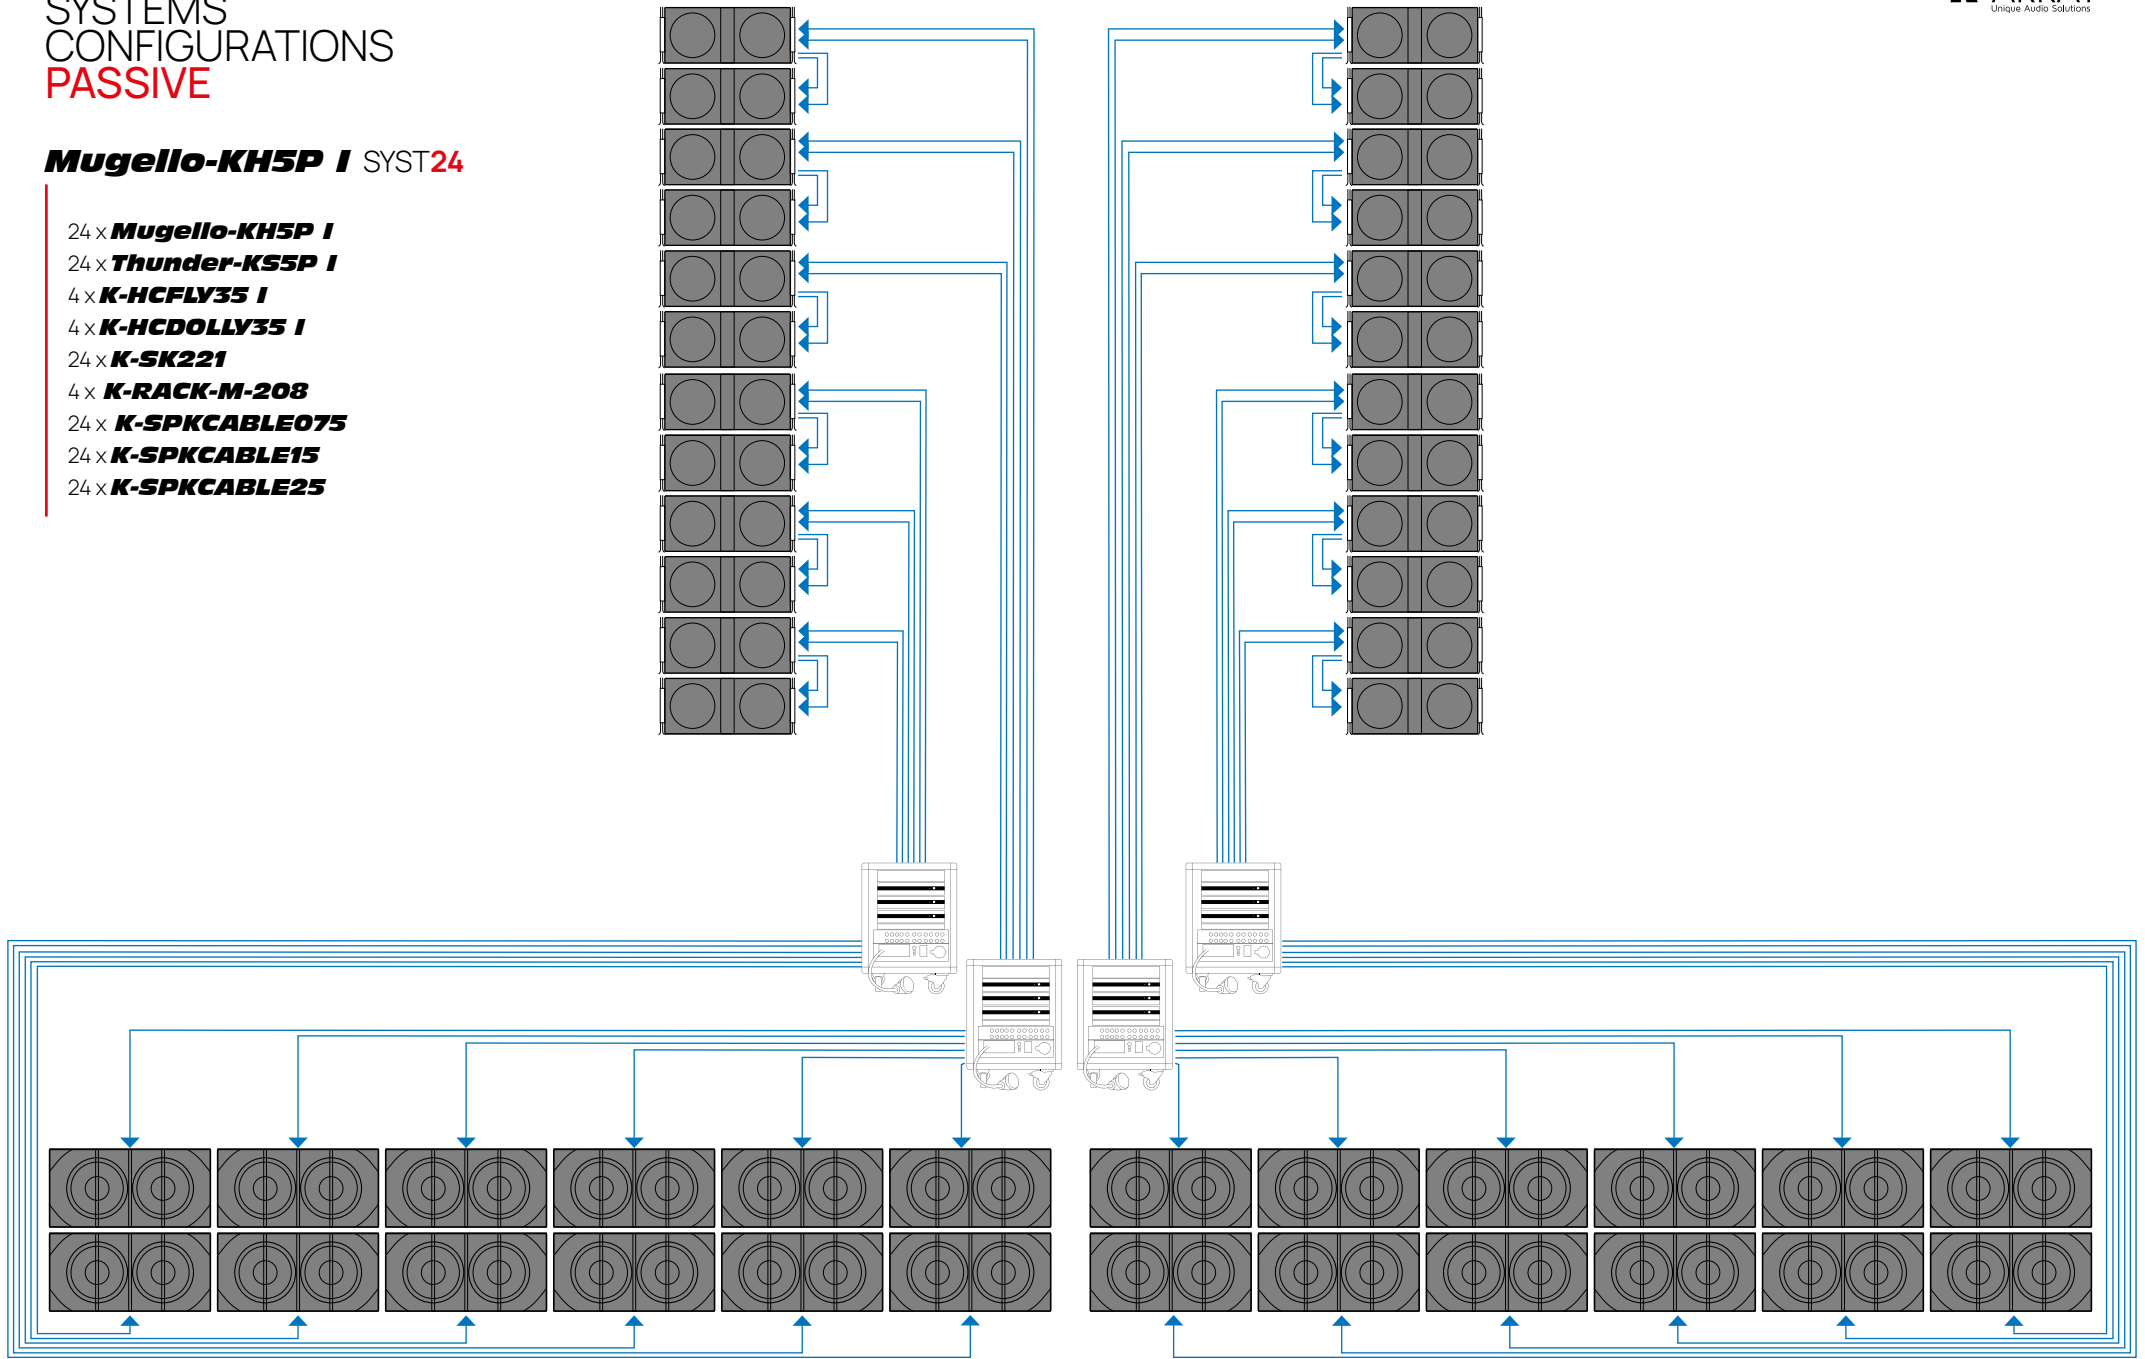 SYSTEMS
CONFIGURATIONS
PASSIVE
Unique Audio Solutions
Mugello-KH5P I SYST24
24 x Mugello-KH5P I
24 x Thunder-KS5P I
4 x K-HCFLY35 I
4 x K-HCDOLLY35 I
24 x K-SK221
4 x K-RACK-M-208
24 x K-SPKCABLE075
24 x K-SPKCABLE15
24 x K-SPKCABLE25